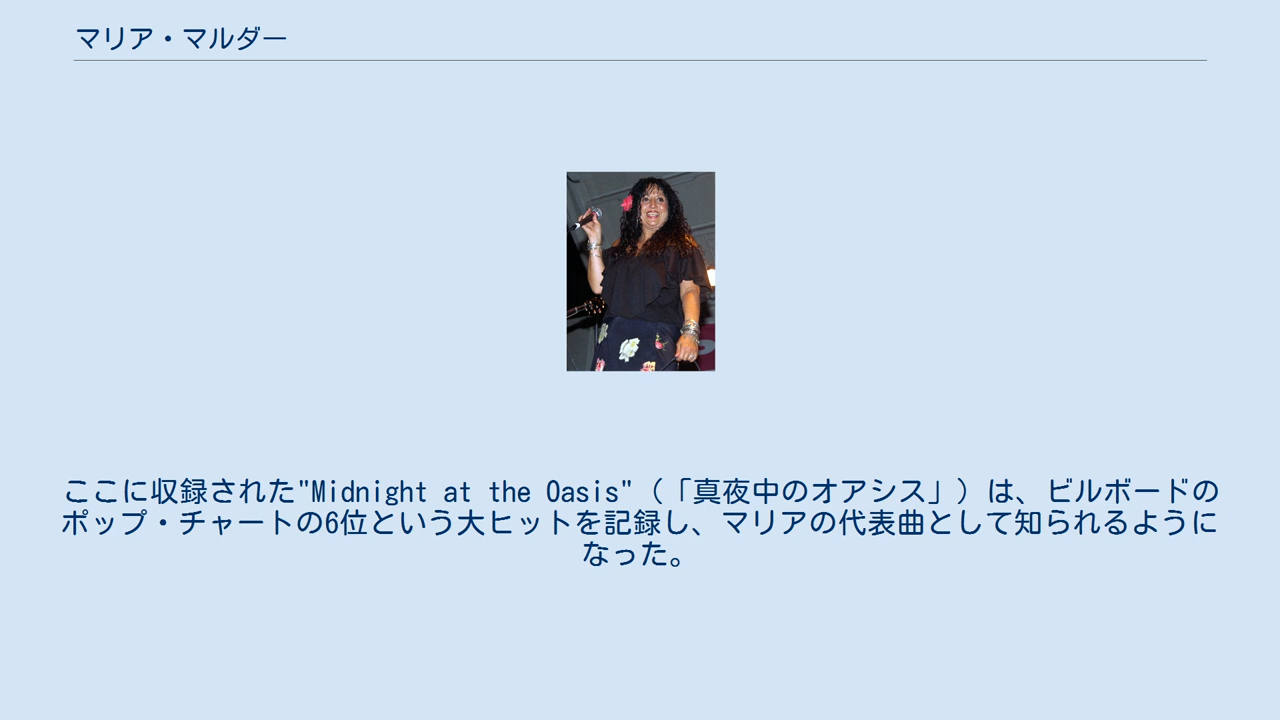 マリア・マルダー
ここに収録された"Midnight at the Oasis"（「真夜中のオアシス」）は、ビルボードの
ポップ・チャートの6位という大ヒットを記録し、マリアの代表曲として知られるように
なった。